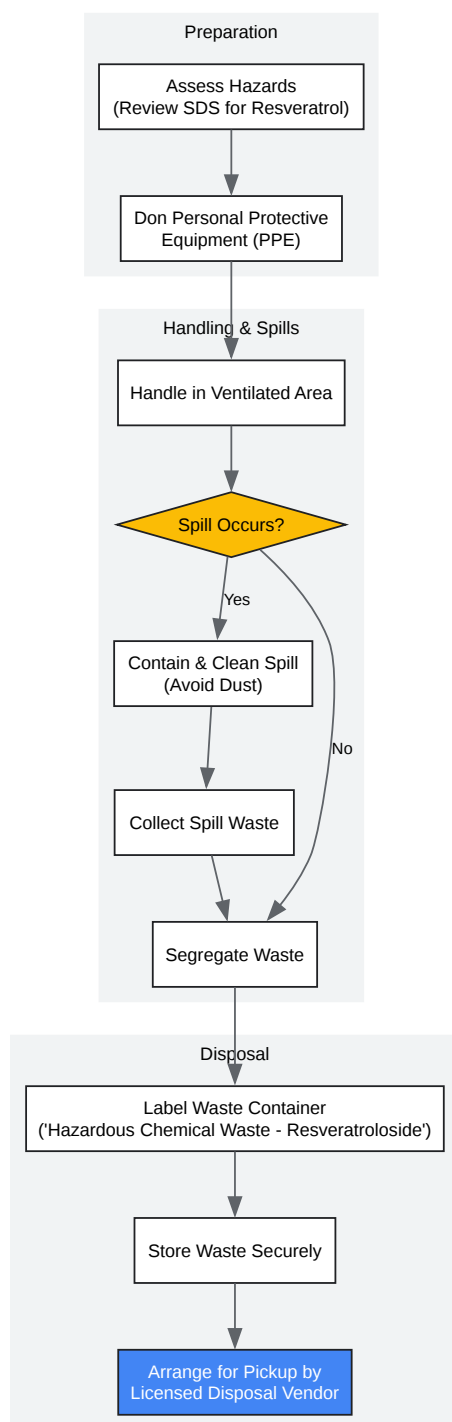 Preparation
Assess Hazards
(Review SDS for Resveratrol)
Don Personal Protective
Equipment (PPE)
Handling & Spills
Handle in Ventilated Area
Spill Occurs?
Yes
Contain & Clean Spill
(Avoid Dust)
No
Collect Spill Waste
Segregate Waste
Disposal
Label Waste Container
('Hazardous Chemical Waste - Resveratroloside')
Store Waste Securely
Arrange for Pickup by
Licensed Disposal Vendor